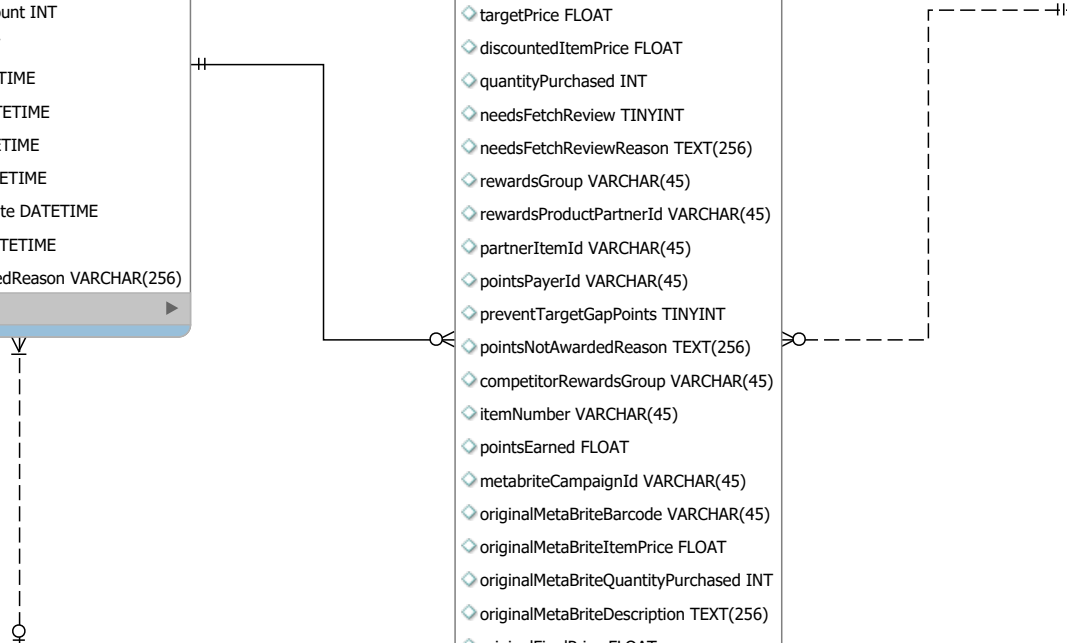 unt INT
TIME
TETIME
TIME
ETIME
te DATETIME
TETIME
edReason VARCHAR(256)
targetPrice FLOAT
discountedItemPrice FLOAT
quantityPurchased INT
needsFetchReview TINYINT
needsFetchReviewReason TEXT(256)
rewardsGroup VARCHAR(45)
rewardsProductPartnerId VARCHAR(45)
partnerItemId VARCHAR(45)
pointsPayerId VARCHAR(45)
preventTargetGapPoints TINYINT
pointsNotAwardedReason TEXT(256)
competitorRewardsGroup VARCHAR(45)
itemNumber VARCHAR(45)
pointsEarned FLOAT
metabriteCampaignId VARCHAR(45)
originalMetaBriteBarcode VARCHAR(45)
originalMetaBriteItemPrice FLOAT
originalMetaBriteQuantityPurchased INT
originalMetaBriteDescription TEXT(256)